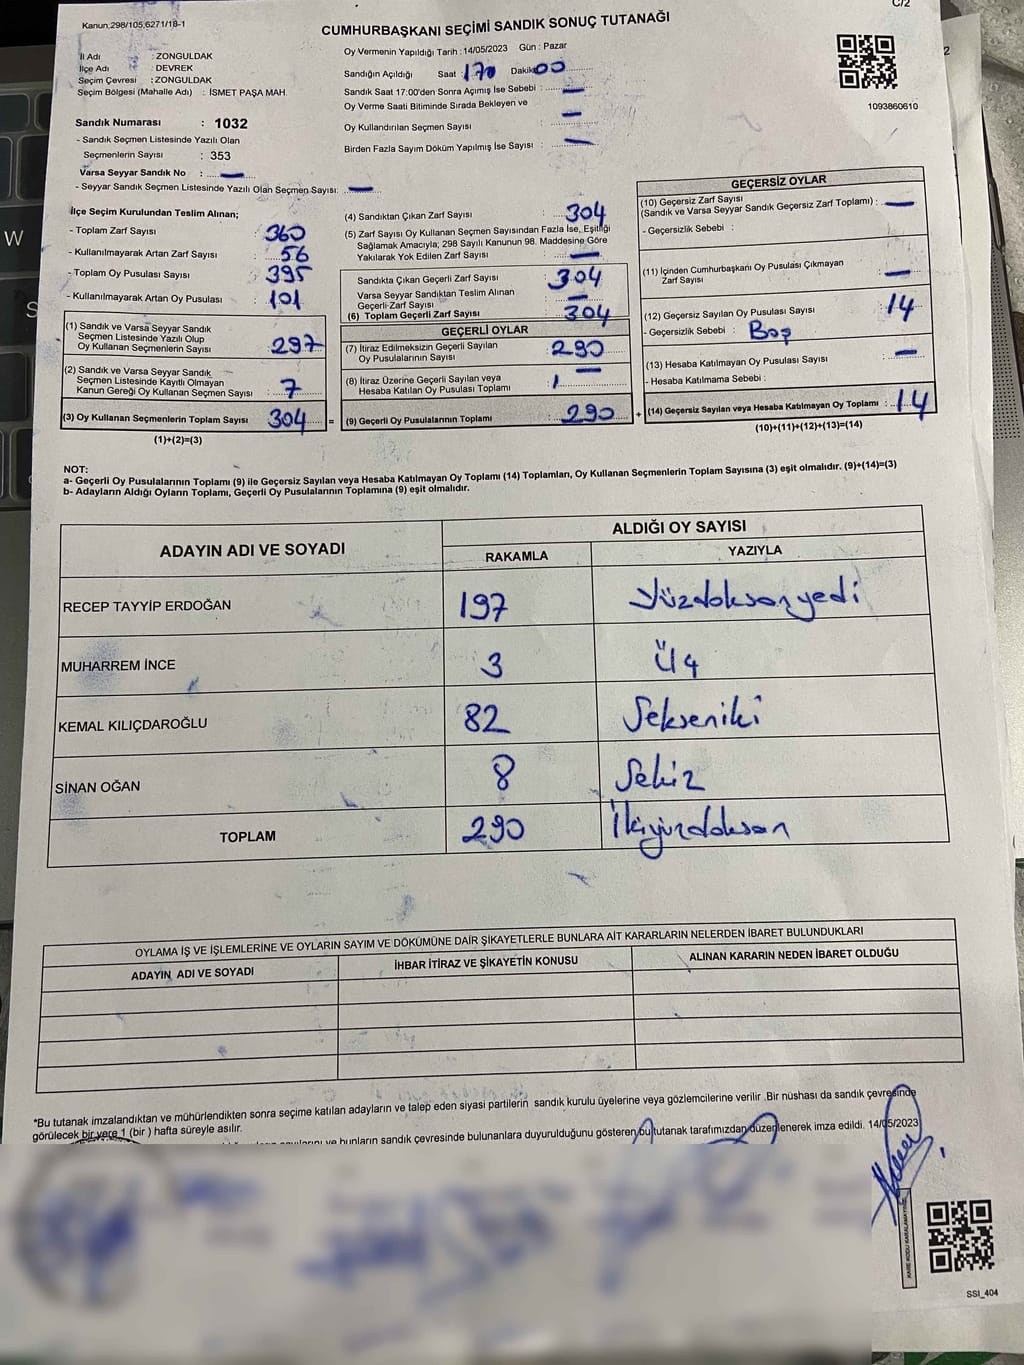 Kanun.298/105,6271/18-1
C/2
CUMHURBAŞKANI SEÇİMİ SANDIK SONUÇ TUTANAĞI
İl Adı : ZONGULDAK
İlçe Adı : DEVREK
Seçim Çevresi : ZONGULDAK
Seçim Bölgesi (Mahalle Adı) : İSMET PAŞA MAH.
Sandık Numarası : 1032
- Sandık Seçmen Listesinde Yazılı Olan
Seçmenlerin Sayısı : 353
Varsa Seyyar Sandık No : —
- Seyyar Sandık Seçmen Listesinde Yazılı Olan Seçmen Sayısı: —
Oy Vermenin Yapıldığı Tarih : 14/05/2023 Gün : Pazar
Sandığın Açıldığı Saat : 170 Dakika 00
Sandık Saat 17:00'den Sonra Açımış İse Sebebi : —
Oy Verme Saati Bitiminde Sırada Bekleyen ve
Oy Kullandırılan Seçmen Sayısı : —
Birden Fazla Sayım Döküm Yapılmış İse Sayısı : —
1093860610
2
İlçe Seçim Kurulundan Teslim Alınan;
- Toplam Zarf Sayısı : 360
- Kullanılmayarak Artan Zarf Sayısı : 56
- Toplam Oy Pusulası Sayısı : 395
- Kullanılmayarak Artan Oy Pusulası : 101
(1) Sandık ve Varsa Seyyar Sandık
Seçmen Listesinde Yazılı Olup
Oy Kullanan Seçmenlerin Sayısı : 297
(2) Sandık ve Varsa Seyyar Sandık
Seçmen Listesinde Kayıtlı Olmayan
Kanun Gereği Oy Kullanan Seçmen Sayısı : 7
(3) Oy Kullanan Seçmenlerin Toplam Sayısı : 304 =
(1)+(2)=(3)
(4) Sandıktan Çıkan Zarf Sayısı : 304
(5) Zarf Sayısı Oy Kullanan Seçmen Sayısından Fazla İse, Eşitliği
Sağlamak Amacıyla; 298 Sayılı Kanunun 98. Maddesine Göre
Yakılarak Yok Edilen Zarf Sayısı : —
Sandıkta Çıkan Geçerli Zarf Sayısı : 304
Varsa Seyyar Sandıktan Teslim Alınan
Geçerli Zarf Sayısı : —
(6) Toplam Geçerli Zarf Sayısı : 304
GEÇERLİ OYLAR
(7) İtiraz Edilmeksizin Geçerli Sayılan
Oy Pusulalarının Sayısı : 290
(8) İtiraz Üzerine Geçerli Sayılan veya
Hesaba Katılan Oy Pusulası Toplamı : —
(9) Geçerli Oy Pusulalarının Toplamı : 290 +
GEÇERSİZ OYLAR
(10) Geçersiz Zarf Sayısı
(Sandık ve Varsa Seyyar Sandık Geçersiz Zarf Toplamı) : —
- Geçersizlik Sebebi :
(11) İçinden Cumhurbaşkanı Oy Pusulası Çıkmayan
Zarf Sayısı : —
(12) Geçersiz Sayılan Oy Pusulası Sayısı : 14
- Geçersizlik Sebebi : Boş
(13) Hesaba Katılmayan Oy Pusulası Sayısı : —
- Hesaba Katılmama Sebebi :
(14) Geçersiz Sayılan veya Hesaba Katılmayan Oy Toplamı : 14
(10)+(11)+(12)+(13)=(14)
NOT:
a- Geçerli Oy Pusulalarının Toplamı (9) ile Geçersiz Sayılan veya Hesaba Katılmayan Oy Toplamı (14) Toplamları, Oy Kullanan Seçmenlerin Toplam Sayısına (3) eşit olmalıdır. (9)+(14)=(3)
b- Adayların Aldığı Oyların Toplamı, Geçerli Oy Pusulalarının Toplamına (9) eşit olmalıdır.
ADAYIN ADI VE SOYADI
ALDIĞI OY SAYISI
RAKAMLA YAZIYLA
RECEP TAYYİP ERDOĞAN 197 Yüzdoksanyedi
MUHARREM İNCE 3 Üç
KEMAL KILIÇDAROĞLU 82 Sekseniki
SİNAN OĞAN 8 Sekiz
TOPLAM 290 İkiyüzdoksan
OYLAMA İŞ VE İŞLEMLERİNE VE OYLARIN SAYIM VE DÖKÜMÜNE DAİR ŞİKAYETLERLE BUNLARA AİT KARARLARIN NELERDEN İBARET BULUNDUKLARI
ADAYIN ADI VE SOYADI İHBAR İTİRAZ VE ŞİKAYETİN KONUSU ALINAN KARARIN NEDEN İBARET OLDUĞU
*Bu tutanak imzalandıktan ve mühürlendikten sonra seçime katılan adayların ve talep eden siyasi partilerin sandık kurulu üyelerine veya gözlemcilerine verilir .Bir nüshası da sandık çevresinde
görülecek bir yere 1 (bir ) hafta süreyle asılır.
ve bunların sandık çevresinde bulunanlara duyurulduğunu gösteren bu tutanak tarafımızdan düzenlenerek imza edildi. 14/05/2023
KARE KODU KARALAMAYINIZ
SSI_404